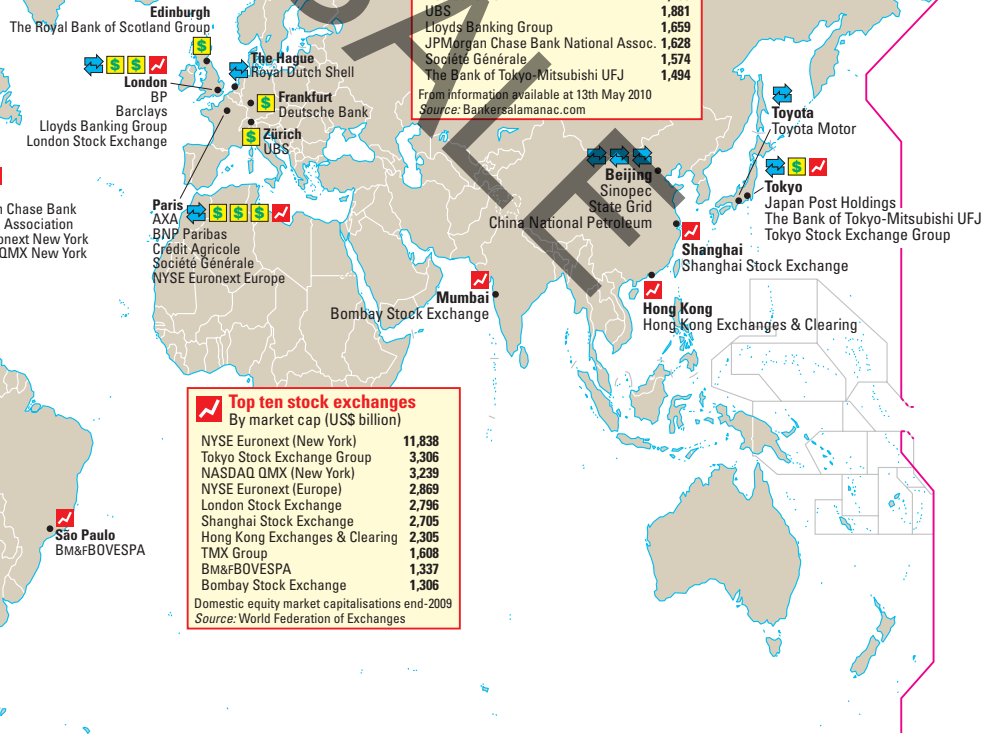 Edinburgh
The Royal Bank of Scotland Group
$
$ $
London
BP
Barclays
Lloyds Banking Group
London Stock Exchange
The Hague
Royal Dutch Shell
$ Frankfurt
Deutsche Bank
$ Zürich
UBS
Paris $ $ $
AXA
BNP Paribas
Crédit Agricole
Société Générale
NYSE Euronext Europe
Chase Bank
Association
onext New York
QMX New York
UBS 1,881
Lloyds Banking Group 1,659
JPMorgan Chase Bank National Assoc. 1,628
Société Générale 1,574
The Bank of Tokyo-Mitsubishi UFJ 1,494
From information available at 13th May 2010
Source: Bankersalamanac.com
Toyota
Toyota Motor
$
Tokyo
Japan Post Holdings
The Bank of Tokyo-Mitsubishi UFJ
Tokyo Stock Exchange Group
Beijing
Sinopec
State Grid
China National Petroleum
Shanghai
Shanghai Stock Exchange
Mumbai
Bombay Stock Exchange
Hong Kong
Hong Kong Exchanges & Clearing
Top ten stock exchanges
By market cap (US$ billion)
NYSE Euronext (New York) 11,838
Tokyo Stock Exchange Group 3,306
NASDAQ QMX (New York) 3,239
NYSE Euronext (Europe) 2,869
London Stock Exchange 2,796
Shanghai Stock Exchange 2,705
Hong Kong Exchanges & Clearing 2,305
TMX Group 1,608
BM&FBOVESPA 1,337
Bombay Stock Exchange 1,306
Domestic equity market capitalisations end-2009
Source: World Federation of Exchanges
São Paulo
BM&FBOVESPA